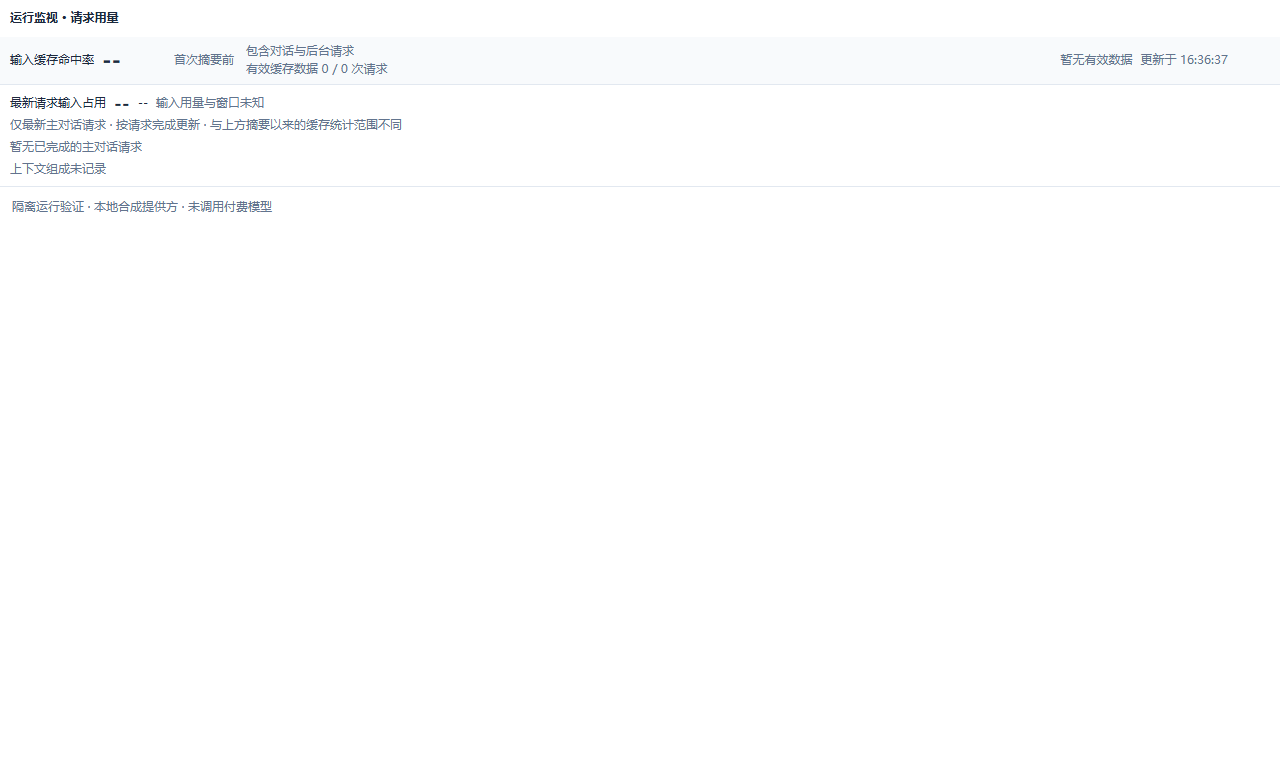 运行监视 · 请求用量
输入缓存命中率 -- 首次摘要前 包含对话与后台请求
有效缓存数据 0 / 0 次请求
暂无有效数据 更新于 16:36:37
最新请求输入占用 -- -- 输入用量与窗口未知
仅最新主对话请求 · 按请求完成更新 · 与上方摘要以来的缓存统计范围不同
暂无已完成的主对话请求
上下文组成未记录
隔离运行验证 · 本地合成提供方 · 未调用付费模型